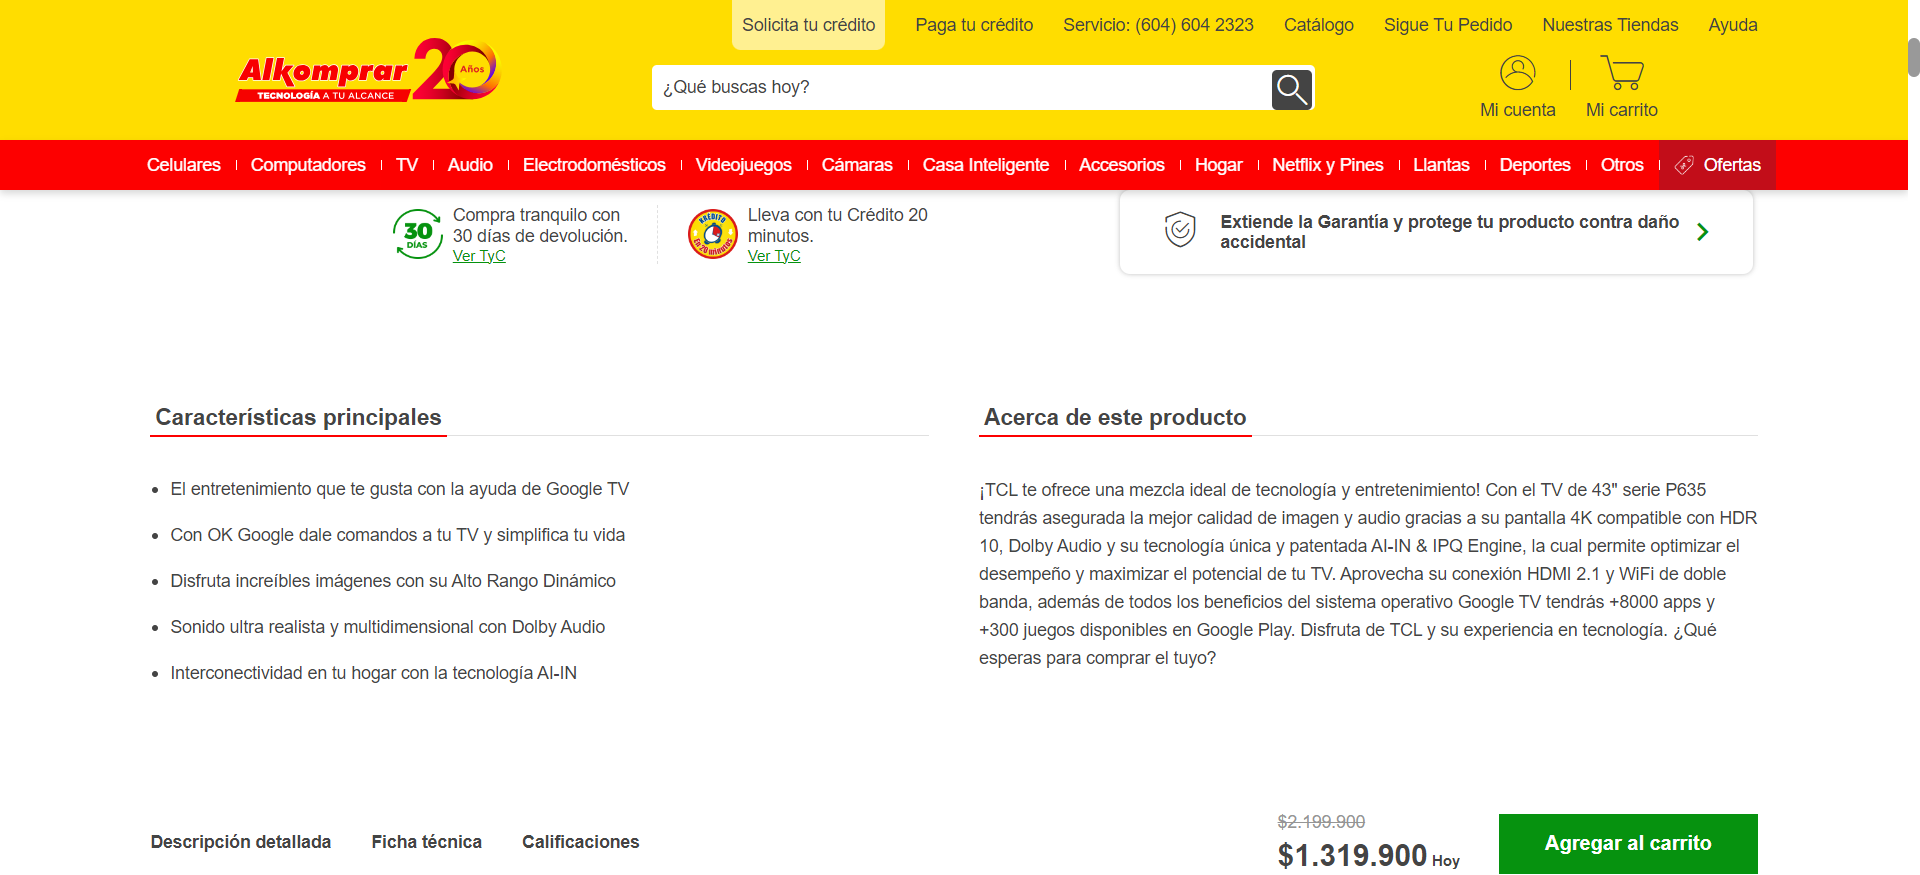 Solicita tu crédito
Paga tu crédito
Servicio: (604) 604 2323
Catálogo
Sigue Tu Pedido
Nuestras Tiendas
Ayuda
Alkomprar 20 Años
TECNOLOGÍA A TU ALCANCE
¿Qué buscas hoy?
Mi cuenta
Mi carrito
Celulares
Computadores
TV
Audio
Electrodomésticos
Videojuegos
Cámaras
Casa Inteligente
Accesorios
Hogar
Netflix y Pines
Llantas
Deportes
Otros
Ofertas
30
DÍAS
Compra tranquilo con
30 días de devolución.
Ver TyC
KRÉDITO
En 20 minutos
Lleva con tu Crédito 20
minutos.
Ver TyC
Extiende la Garantía y protege tu producto contra daño
accidental
Características principales
El entretenimiento que te gusta con la ayuda de Google TV
Con OK Google dale comandos a tu TV y simplifica tu vida
Disfruta increíbles imágenes con su Alto Rango Dinámico
Sonido ultra realista y multidimensional con Dolby Audio
Interconectividad en tu hogar con la tecnología AI-IN
Acerca de este producto
¡TCL te ofrece una mezcla ideal de tecnología y entretenimiento! Con el TV de 43" serie P635
tendrás asegurada la mejor calidad de imagen y audio gracias a su pantalla 4K compatible con HDR
10, Dolby Audio y su tecnología única y patentada AI-IN & IPQ Engine, la cual permite optimizar el
desempeño y maximizar el potencial de tu TV. Aprovecha su conexión HDMI 2.1 y WiFi de doble
banda, además de todos los beneficios del sistema operativo Google TV tendrás +8000 apps y
+300 juegos disponibles en Google Play. Disfruta de TCL y su experiencia en tecnología. ¿Qué
esperas para comprar el tuyo?
Descripción detallada
Ficha técnica
Calificaciones
$2.199.900
$1.319.900 Hoy
Agregar al carrito